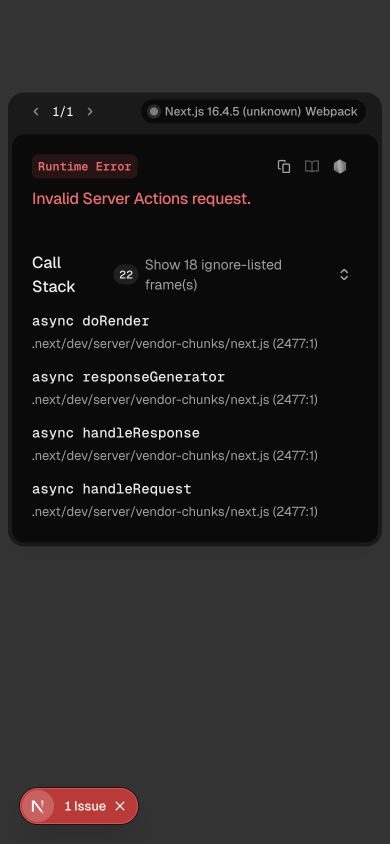 1/1
Next.js 16.4.5 (unknown) Webpack
Runtime Error
Invalid Server Actions request.
Call
Stack
22
Show 18 ignore-listed
frame(s)
async doRender
.next/dev/server/vendor-chunks/next.js (2477:1)
async responseGenerator
.next/dev/server/vendor-chunks/next.js (2477:1)
async handleResponse
.next/dev/server/vendor-chunks/next.js (2477:1)
async handleRequest
.next/dev/server/vendor-chunks/next.js (2477:1)
N
1 Issue